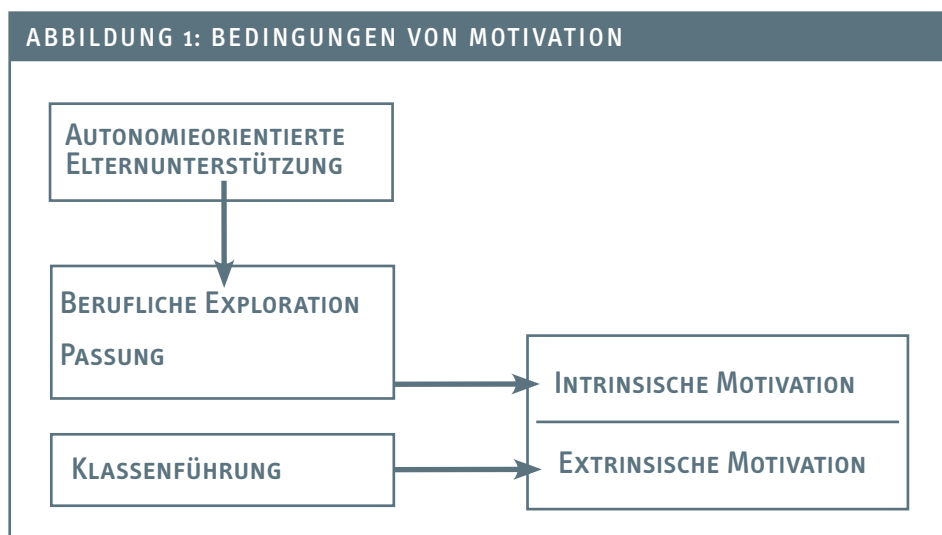 ABBILDUNG 1: BEDINGUNGEN VON MOTIVATION
AUTONOMIEORIENTIERTE
ELTERNUNTERSTÜTZUNG
BERUFLICHE EXPLORATION
PASSUNG
INTRINSISCHE MOTIVATION
KLASSENFÜHRUNG
EXTRINSISCHE MOTIVATION